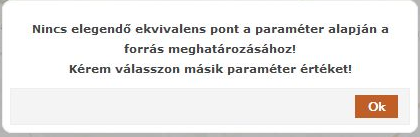 Nincs elegendő ekvivalens pont a paraméter alapján a
forrás meghatározásához!
Kérem válasszon másik paraméter értéket!
Ok